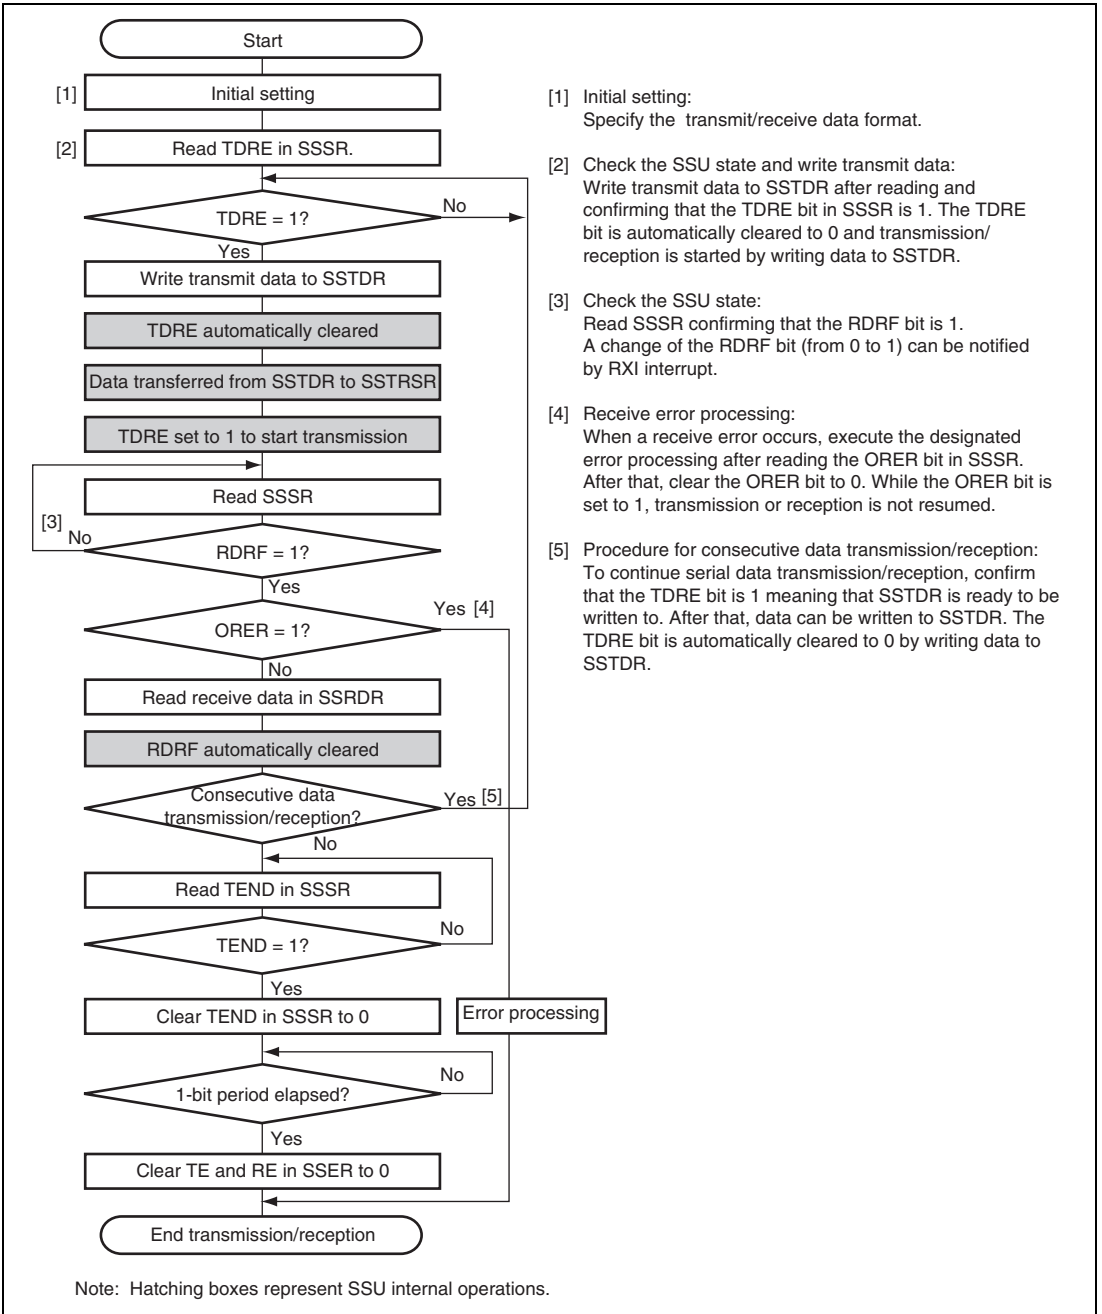 Start
[1] Initial setting
[2] Read TDRE in SSSR.
TDRE = 1?
No
Yes
Write transmit data to SSTDR
TDRE automatically cleared
Data transferred from SSTDR to SSTRSR
TDRE set to 1 to start transmission
Read SSSR
[3]
No
RDRF = 1?
Yes
Yes [4]
ORER = 1?
No
Read receive data in SSRDR
RDRF automatically cleared
Consecutive data
transmission/reception?
Yes [5]
No
Read TEND in SSSR
No
TEND = 1?
Yes
Clear TEND in SSSR to 0
Error processing
No
1-bit period elapsed?
Yes
Clear TE and RE in SSER to 0
End transmission/reception
[1] Initial setting:
Specify the transmit/receive data format.
[2] Check the SSU state and write transmit data:
Write transmit data to SSTDR after reading and
confirming that the TDRE bit in SSSR is 1. The TDRE
bit is automatically cleared to 0 and transmission/
reception is started by writing data to SSTDR.
[3] Check the SSU state:
Read SSSR confirming that the RDRF bit is 1.
A change of the RDRF bit (from 0 to 1) can be notified
by RXI interrupt.
[4] Receive error processing:
When a receive error occurs, execute the designated
error processing after reading the ORER bit in SSSR.
After that, clear the ORER bit to 0. While the ORER bit is
set to 1, transmission or reception is not resumed.
[5] Procedure for consecutive data transmission/reception:
To continue serial data transmission/reception, confirm
that the TDRE bit is 1 meaning that SSTDR is ready to be
written to. After that, data can be written to SSTDR. The
TDRE bit is automatically cleared to 0 by writing data to
SSTDR.
Note: Hatching boxes represent SSU internal operations.